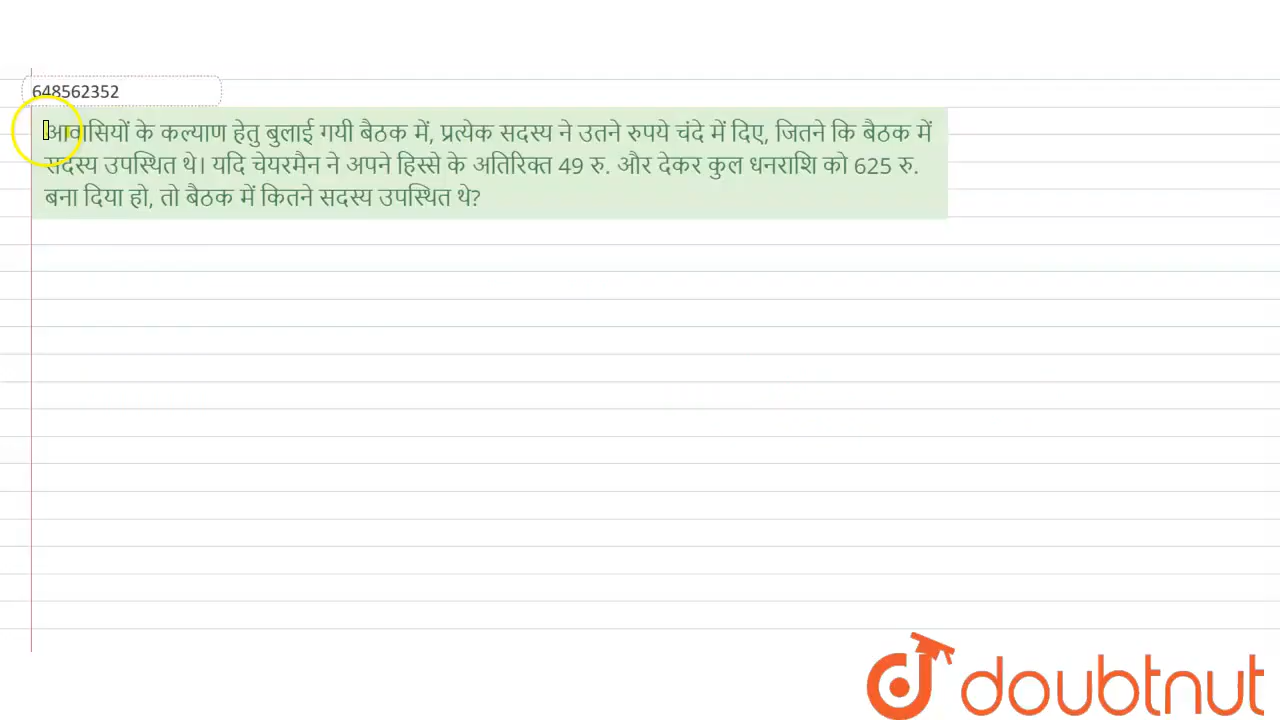 648562352
आवासियों के कल्याण हेतु बुलाई गयी बैठक में, प्रत्येक सदस्य ने उतने रुपये चंदे में दिए, जितने कि बैठक में
सदस्य उपस्थित थे। यदि चेयरमैन ने अपने हिस्से के अतिरिक्त 49 रु. और देकर कुल धनराशि को 625 रु.
बना दिया हो, तो बैठक में कितने सदस्य उपस्थित थे?
doubtnut